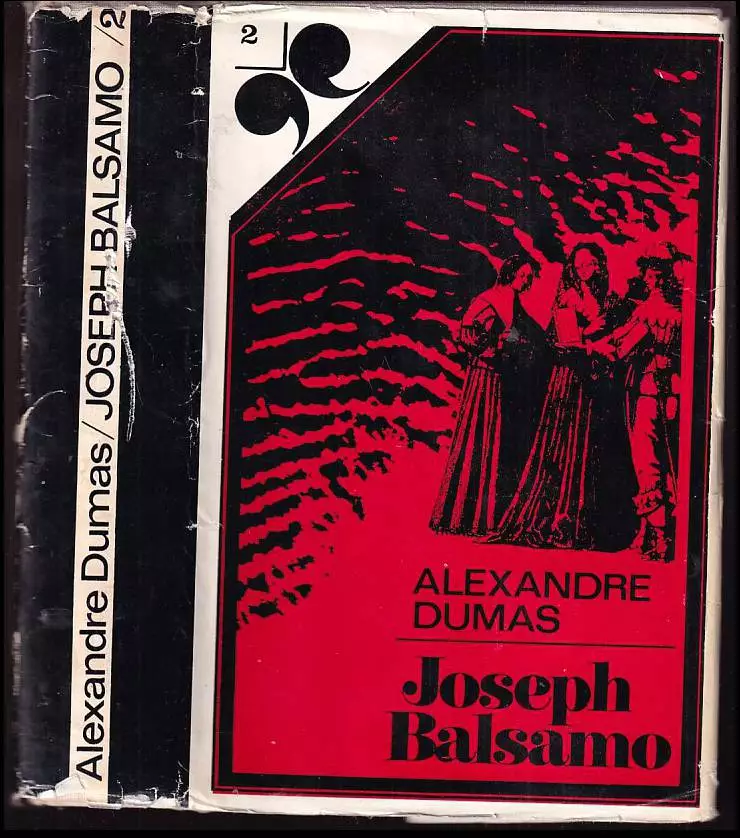 Alexandre Dumas/JOSEPH BALSAMO /2
2
ALEXANDRE
DUMAS
Joseph
Balsamo